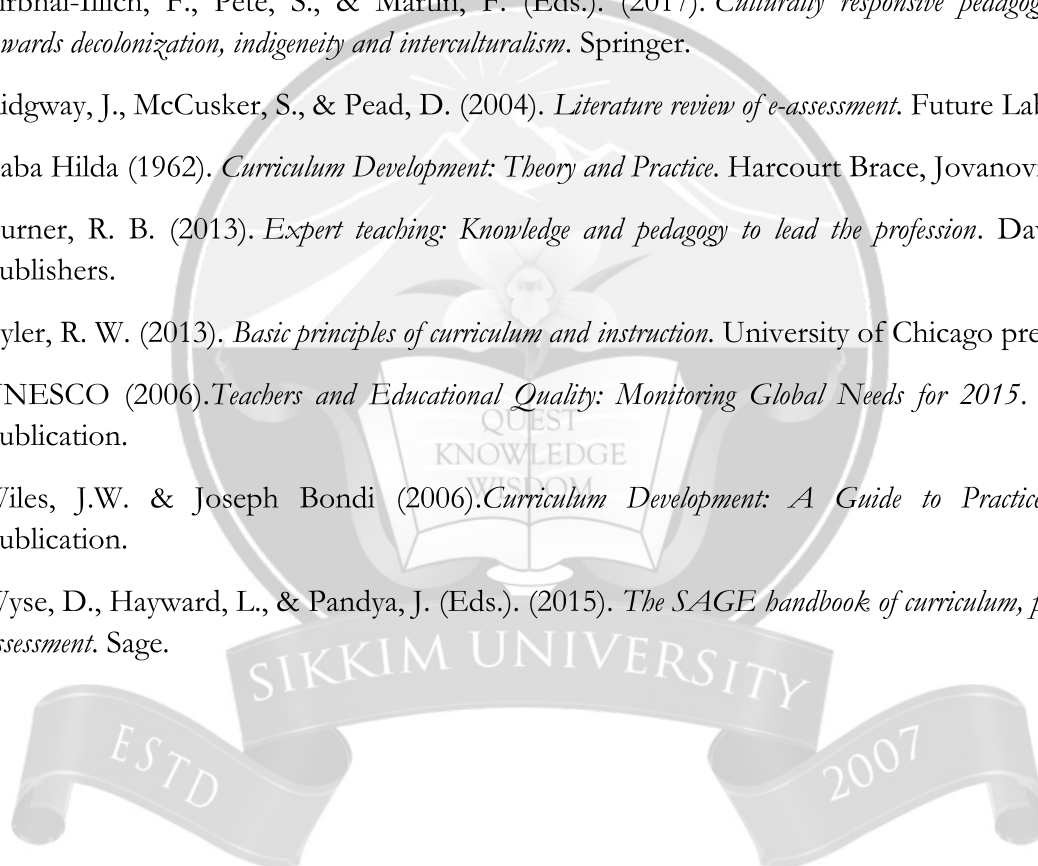 irbhai-Illich, F., Pete, S., & Martin, F. (Eds.). (2017). Culturally responsive pedagog
wards decolonization, indigeneity and interculturalism. Springer.
idgway, J., McCusker, S., & Pead, D. (2004). Literature review of e-assessment. Future Lab
aba Hilda (1962). Curriculum Development: Theory and Practice. Harcourt Brace, Jovanovi
urner, R. B. (2013). Expert teaching: Knowledge and pedagogy to lead the profession. Dav
ublishers.
yler, R. W. (2013). Basic principles of curriculum and instruction. University of Chicago pre
NESCO (2006).Teachers and Educational Quality: Monitoring Global Needs for 2015.
ublication.
QUEST
KNOWLEDGE
WISDOM
iles, J.W. & Joseph Bondi (2006).Curriculum Development: A Guide to Practice
ublication.
yse, D., Hayward, L., & Pandya, J. (Eds.). (2015). The SAGE handbook of curriculum, p
ssessment. Sage.
SIKKIM UNIVERSITY
ESTD
2007